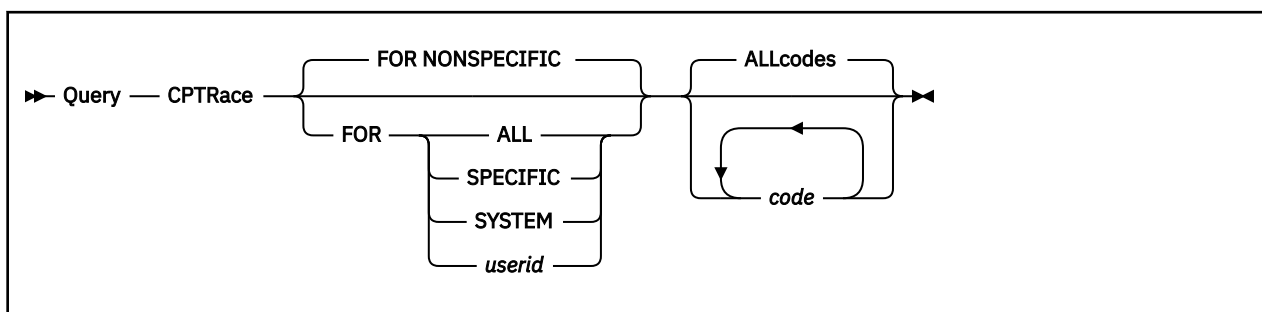 FOR NONSPECIFIC ALLcodes
Query CPTRace
FOR ALL
SPECIFIC code
SYSTEM
userid